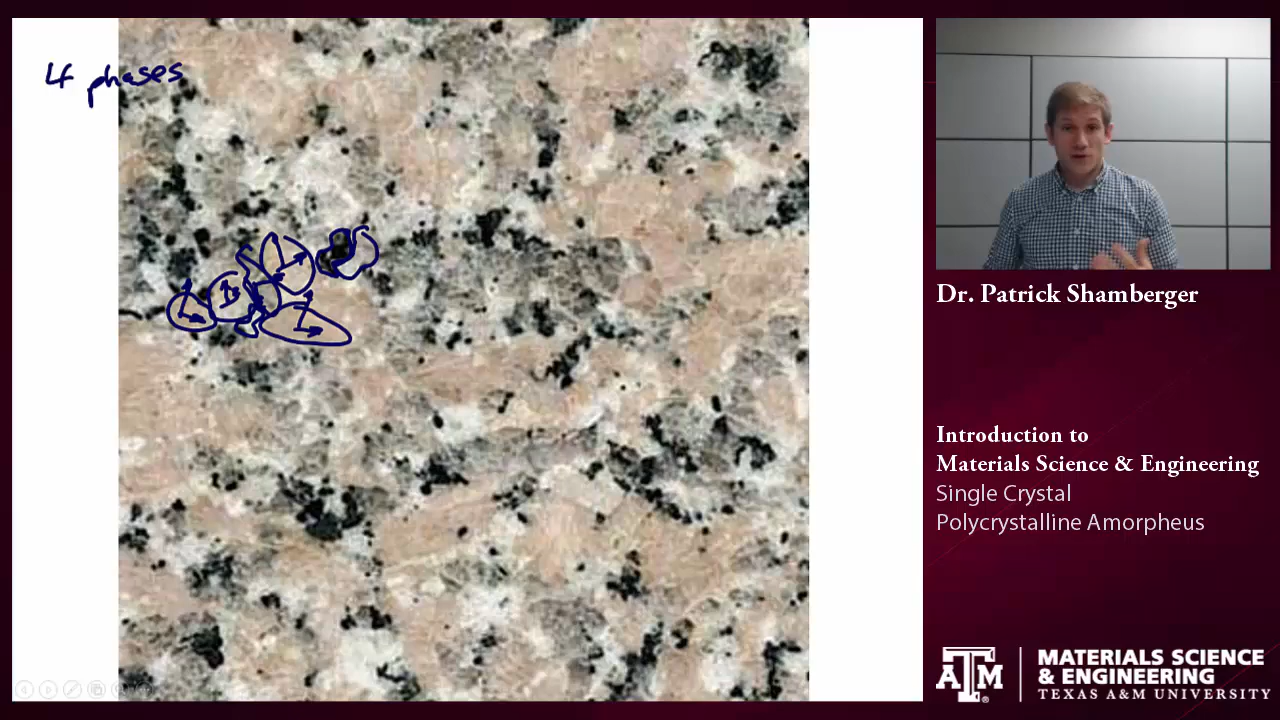 4 phases
Dr. Patrick Shamberger
Introduction to
Materials Science & Engineering
Single Crystal
Polycrystalline Amorpheus
ATM
MATERIALS SCIENCE
& ENGINEERING
TEXAS A&M UNIVERSITY